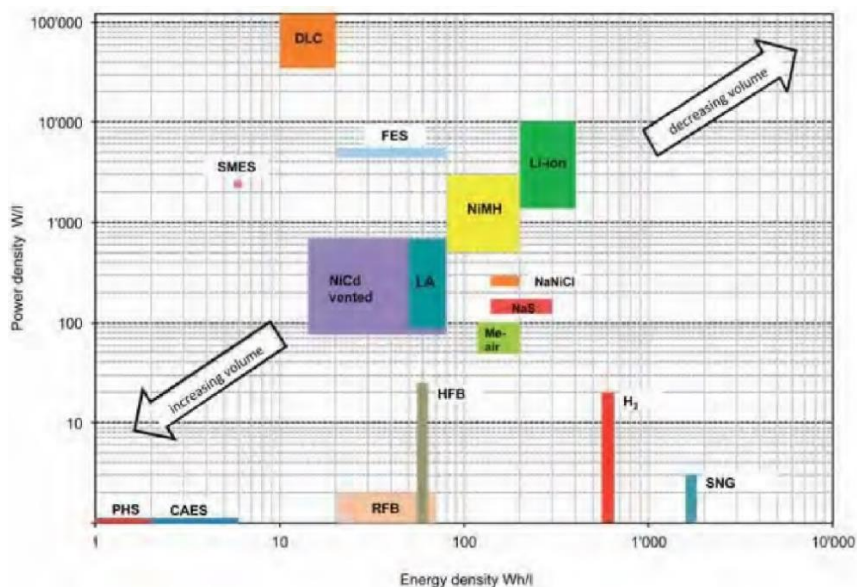 100'000
DLC
decreasing volume
10'000
FES
Li-ion
SMES
NiMH
Power density W/l
1'000
NiCd
vented
LA
NaNiCl
NaS
100
Me-
air
increasing volume
HFB
H₂
10
SNG
PHS
CAES
RFB
1
10
100
1'000
10'000
Energy density Wh/l